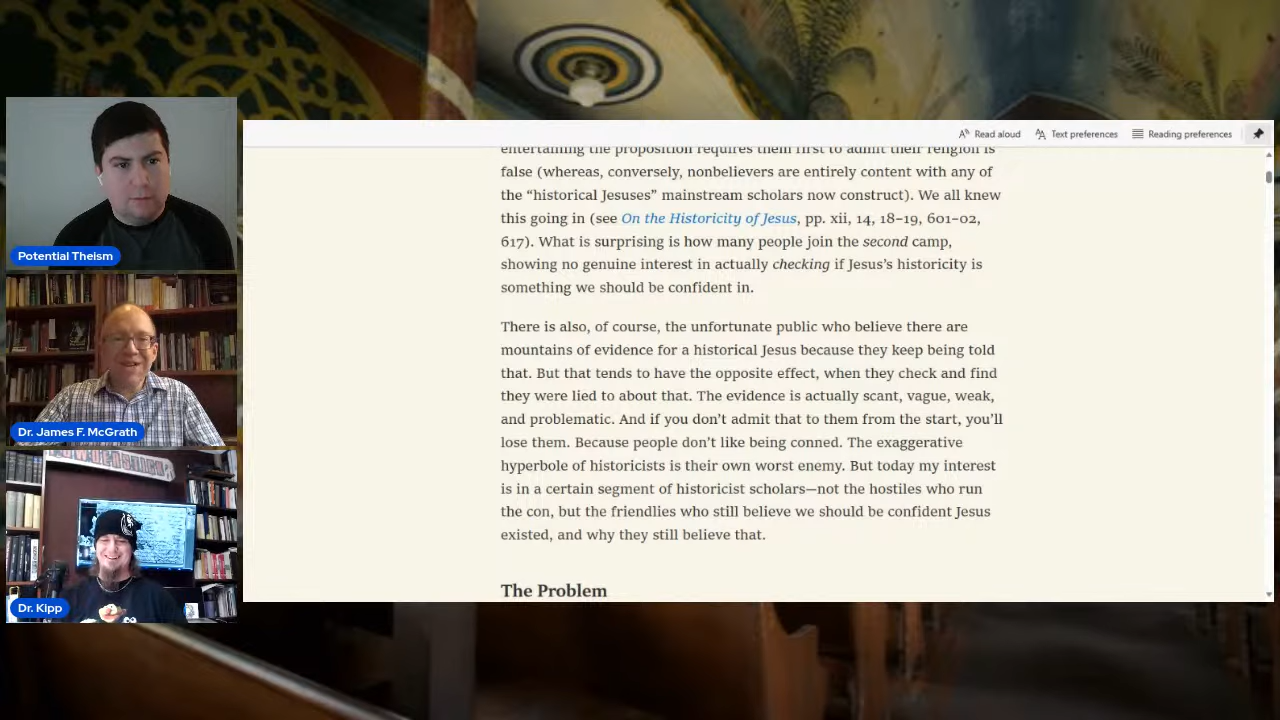 Read aloud
Text preferences
Reading preferences
entertaining the proposition requires them first to admit their religion is
false (whereas, conversely, nonbelievers are entirely content with any of
the “historical Jesuses” mainstream scholars now construct). We all knew
this going in (see On the Historicity of Jesus, pp. xii, 14, 18–19, 601–02,
617). What is surprising is how many people join the second camp,
showing no genuine interest in actually checking if Jesus’s historicity is
something we should be confident in.
There is also, of course, the unfortunate public who believe there are
mountains of evidence for a historical Jesus because they keep being told
that. But that tends to have the opposite effect, when they check and find
they were lied to about that. The evidence is actually scant, vague, weak,
and problematic. And if you don’t admit that to them from the start, you’ll
lose them. Because people don’t like being conned. The exaggerative
hyperbole of historicists is their own worst enemy. But today my interest
is in a certain segment of historicist scholars—not the hostiles who run
the con, but the friendlies who still believe we should be confident Jesus
existed, and why they still believe that.
The Problem
Potential Theism
Dr. James F. McGrath
Dr. Kipp